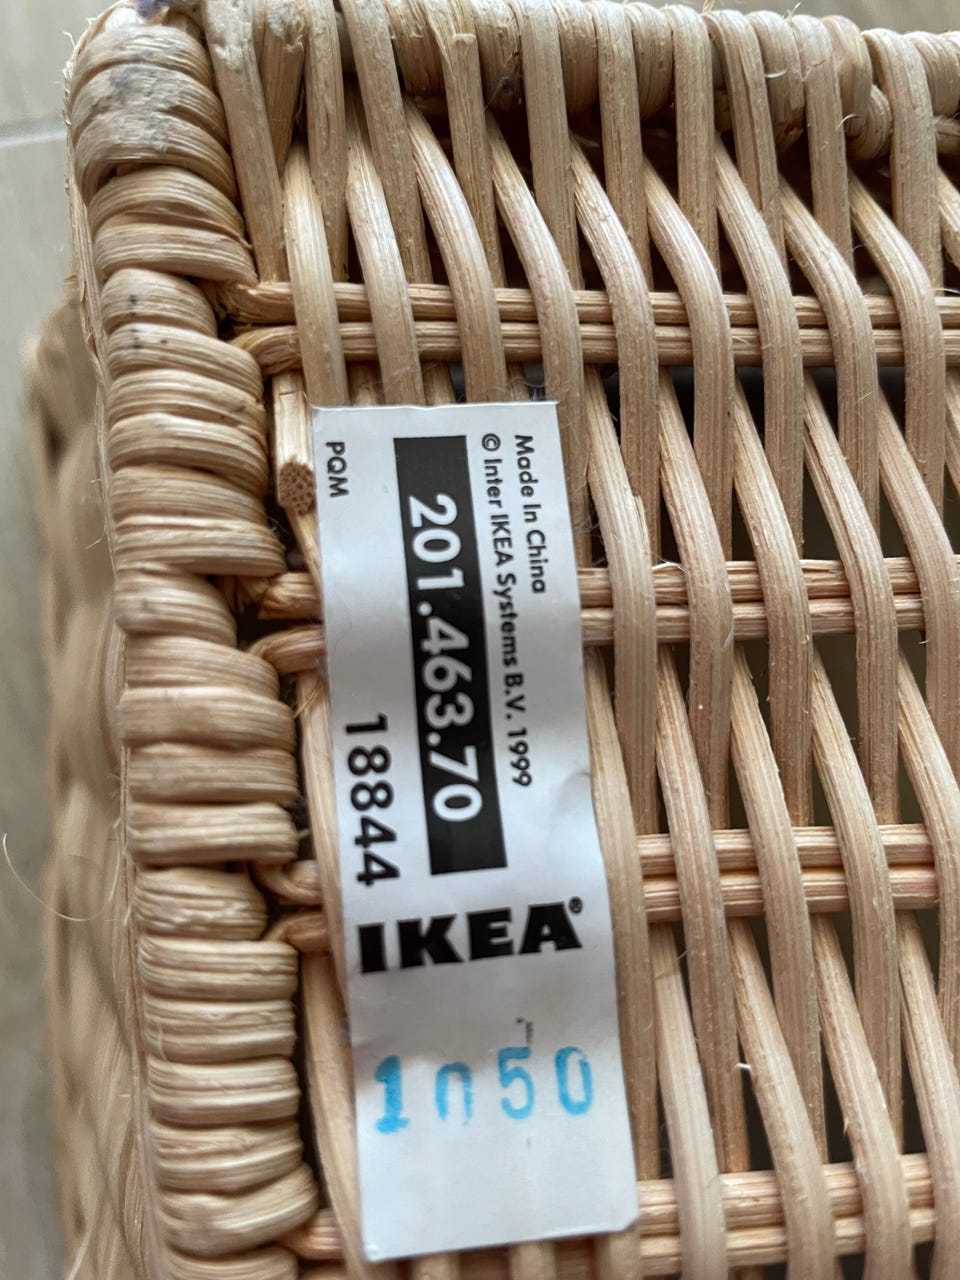 Made In China
© Inter IKEA Systems B.V. 1999
201.463.70
PQM
18844
IKEA®
1050